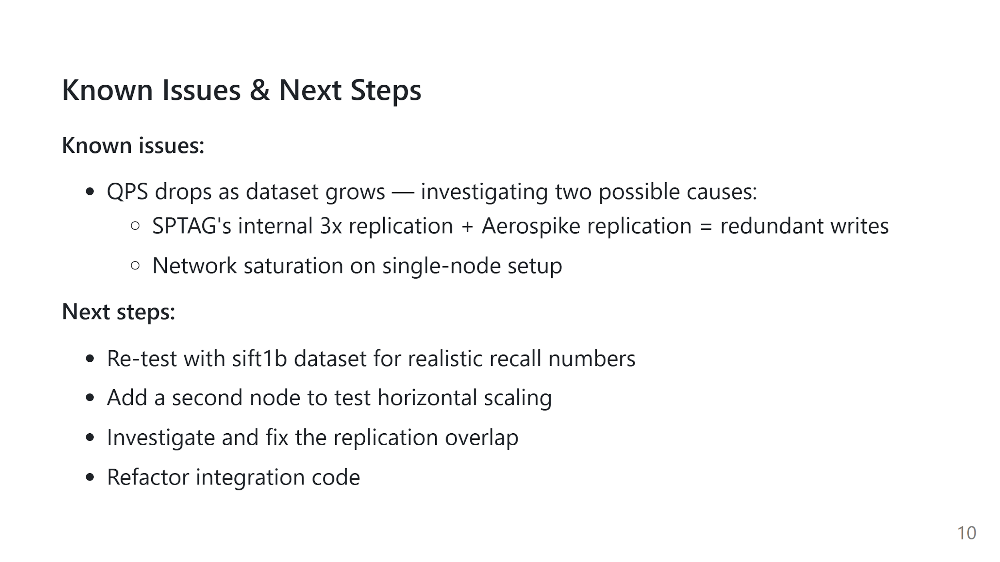 Known Issues & Next Steps
Known issues:
• QPS drops as dataset grows — investigating two possible causes:
○ SPTAG's internal 3x replication + Aerospike replication = redundant writes
○ Network saturation on single-node setup
Next steps:
• Re-test with sift1b dataset for realistic recall numbers
• Add a second node to test horizontal scaling
• Investigate and fix the replication overlap
• Refactor integration code
10